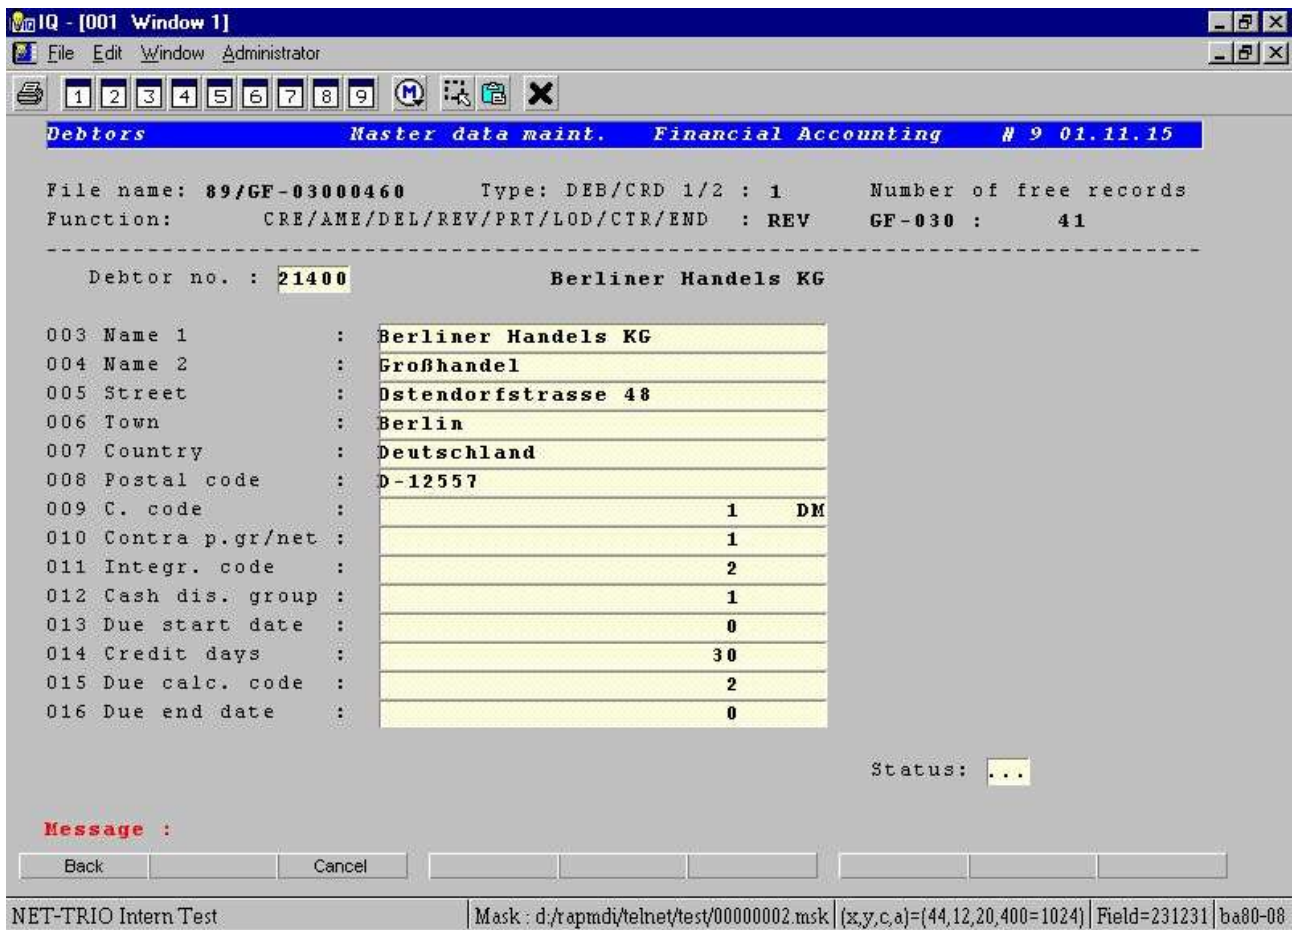 IQ - [001 Window 1]
File Edit Window Administrator
1 2 3 4 5 6 7 8 9 M
Debtors Master data maint. Financial Accounting # 9 01.11.15
File name: 89/GF-03000460 Type: DEB/CRD 1/2 : 1 Number of free records
Function: CRE/AME/DEL/REV/PRT/LOD/CTR/END : REV GF-030 : 41
Debtor no. : 21400 Berliner Handels KG
003 Name 1 : Berliner Handels KG
004 Name 2 : Großhandel
005 Street : Ostendorfstrasse 48
006 Town : Berlin
007 Country : Deutschland
008 Postal code : D-12557
009 C. code : 1 DM
010 Contra p.gr/net : 1
011 Integr. code : 2
012 Cash dis. group : 1
013 Due start date : 0
014 Credit days : 30
015 Due calc. code : 2
016 Due end date : 0
Status: ...
Message :
Back Cancel
NET-TRIO Intern Test Mask : d:/rapmdi/telnet/test/00000002.msk (x,y,c,a)=(44,12,20,400=1024) Field=231231 ba80-08